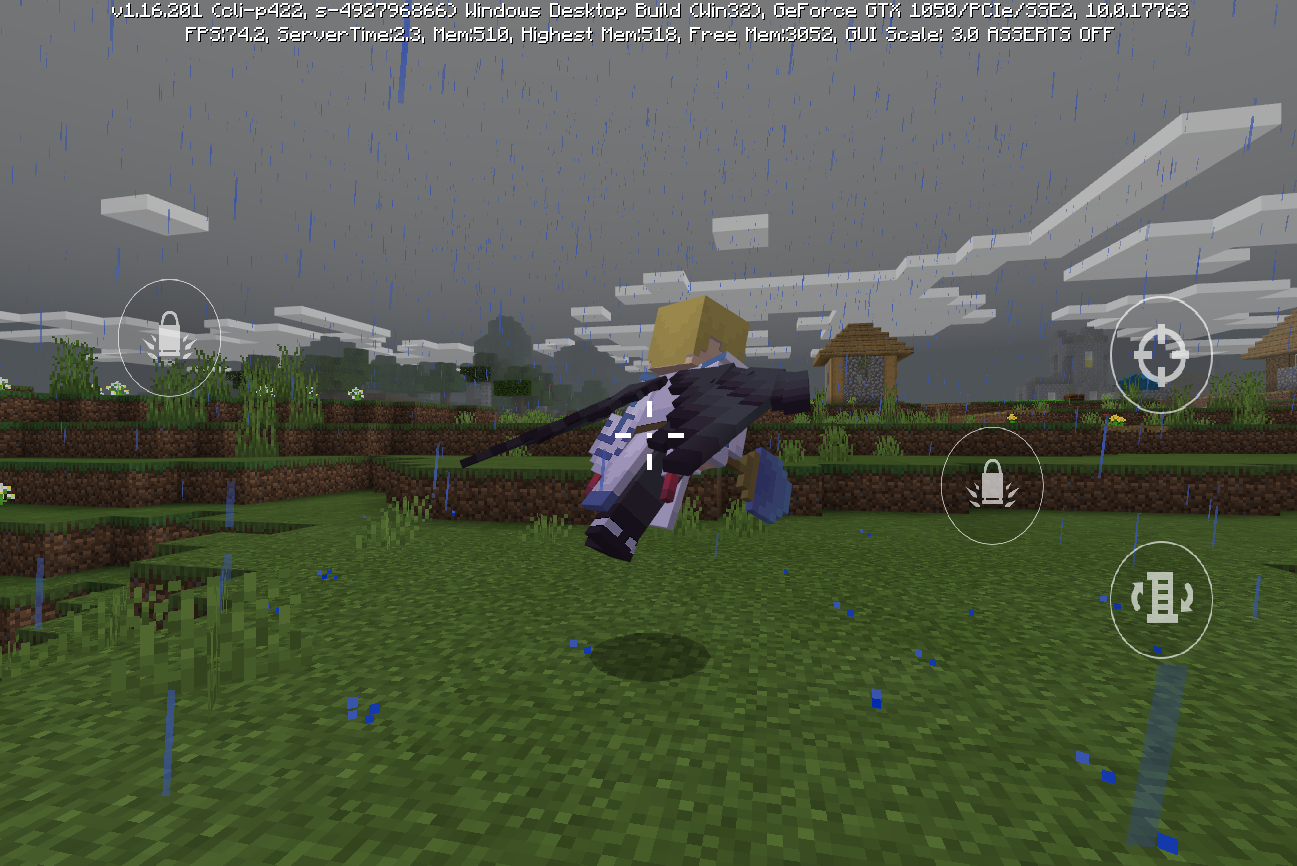 v1.16.201 (cli-p422, s-492796366) Windows Desktop Build (Win32), GeForce GTX 1050/PCIe/SSE2, 10.0.17763
FPS:74.2, ServerTime:2.3, Mem:510, Highest Mem:518, Free Mem:3052, GUI Scale: 3.0 ASSERTS OFF